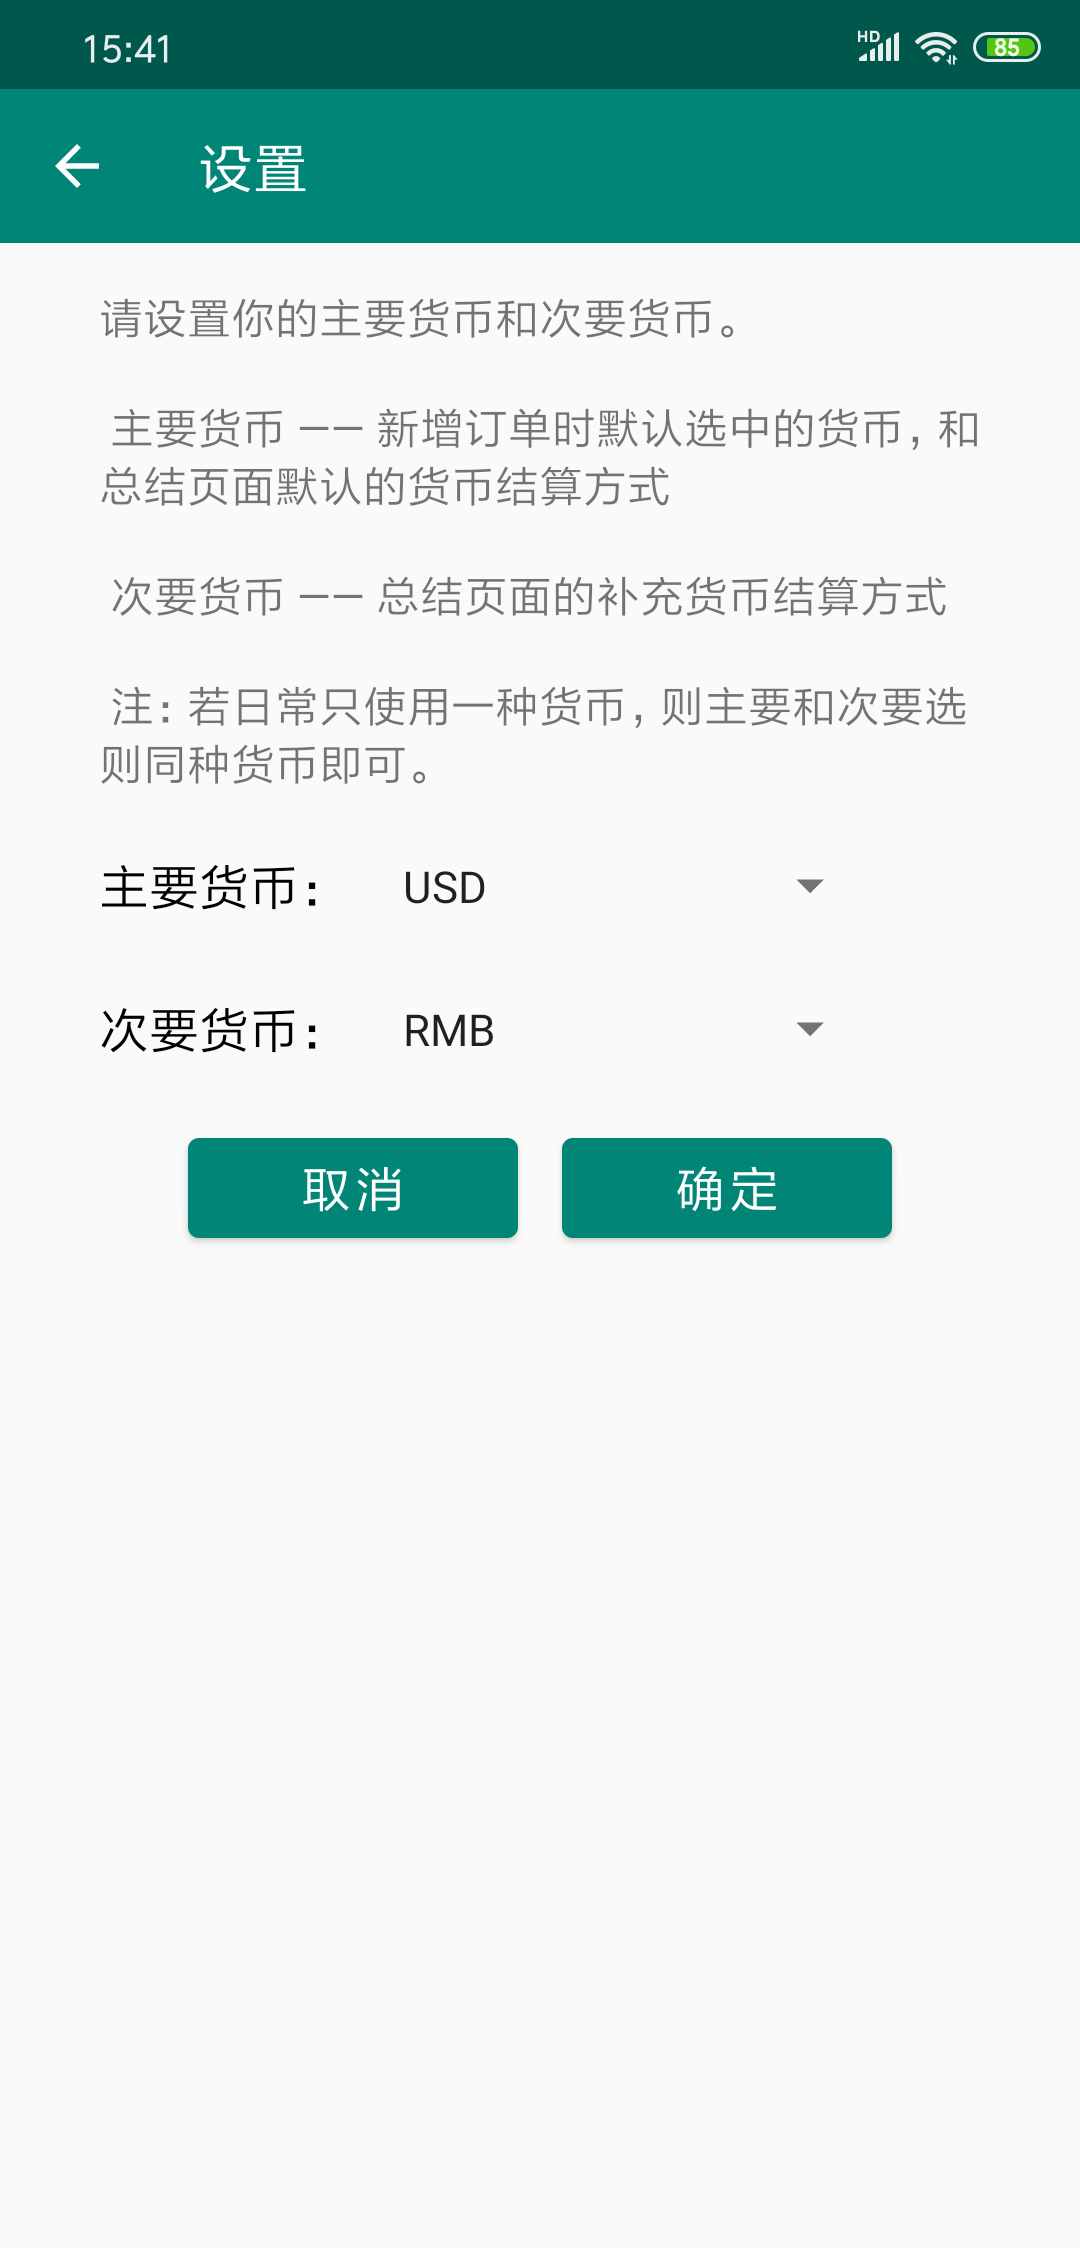 15:41
HD
85
设置
请设置你的主要货币和次要货币。
主要货币 —— 新增订单时默认选中的货币，和
总结页面默认的货币结算方式
次要货币 —— 总结页面的补充货币结算方式
注：若日常只使用一种货币，则主要和次要选
则同种货币即可。
主要货币： USD
次要货币： RMB
取消 确定